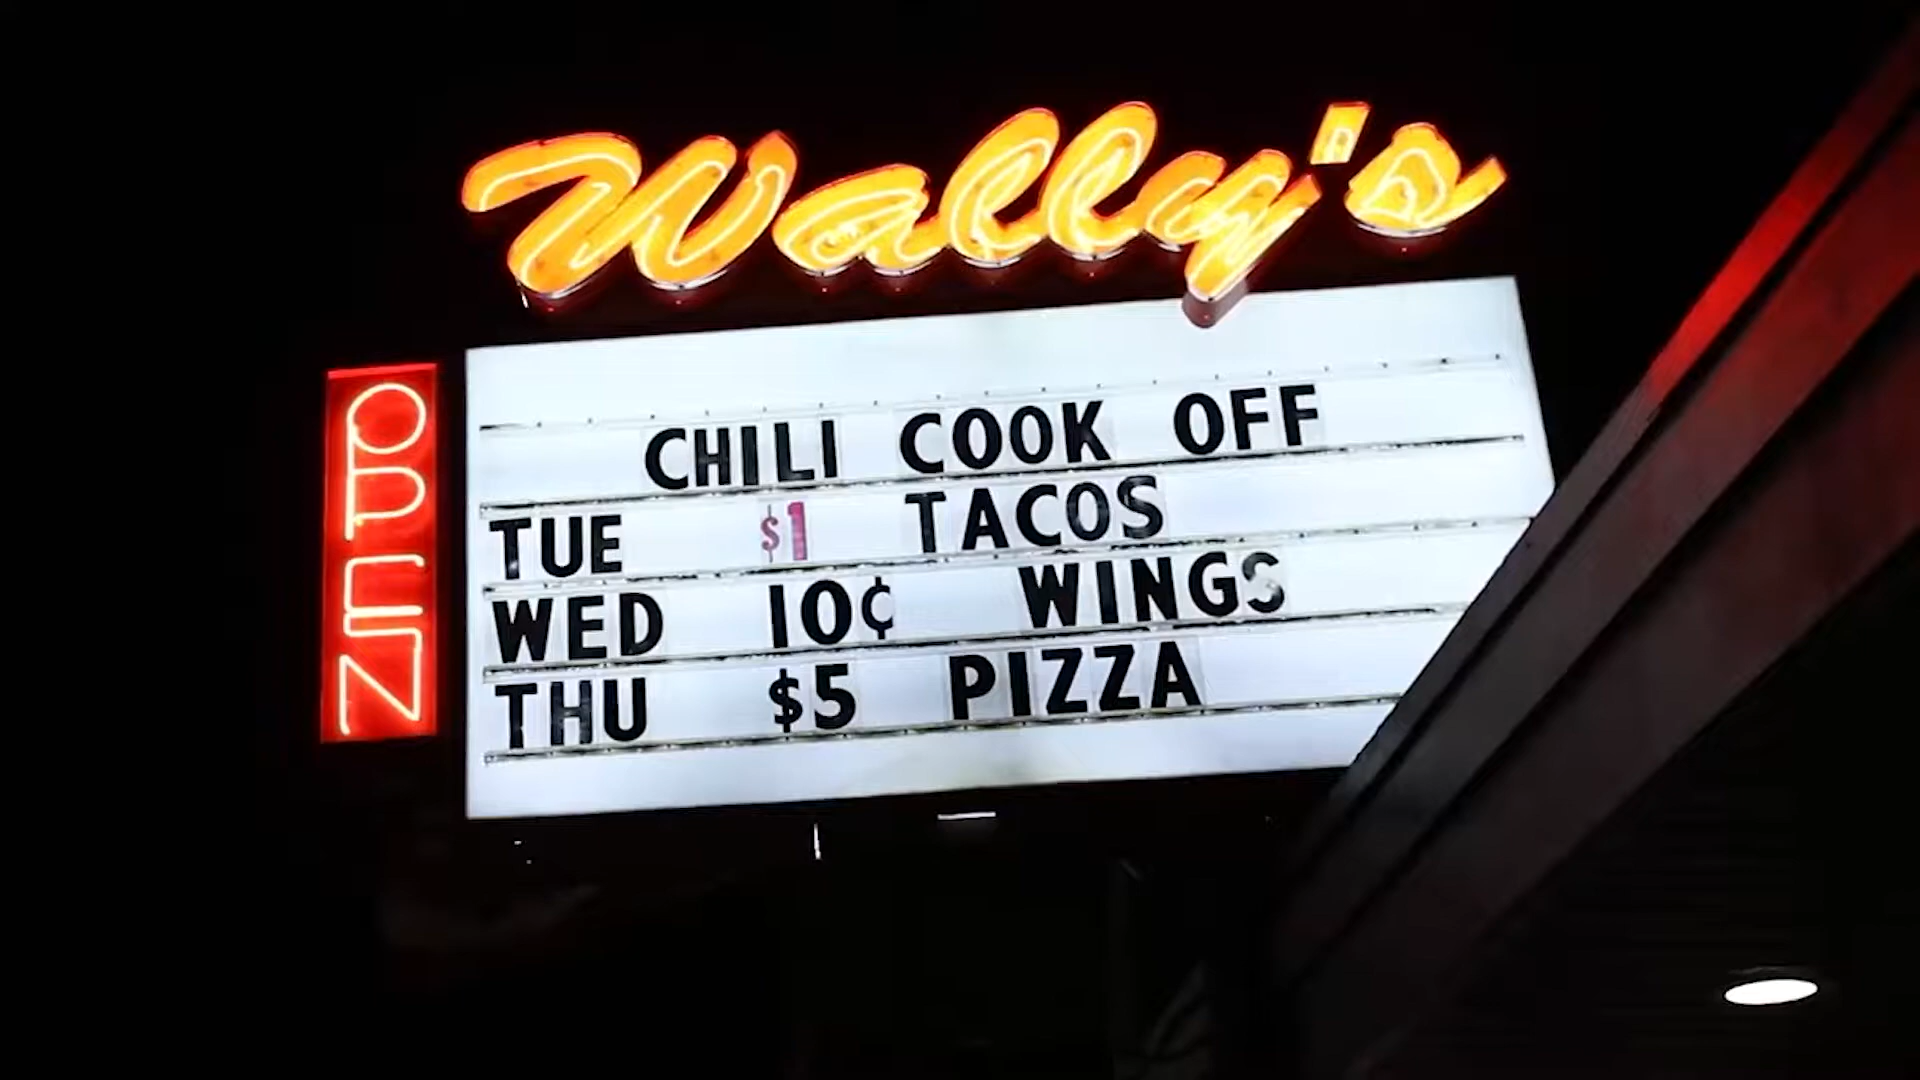 Wally's
OPEN
CHILI COOK OFF
TUE $1 TACOS
WED 10¢ WINGS
THU $5 PIZZA